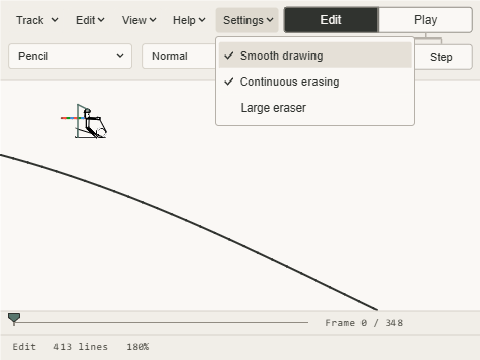 Track Edit View Help Settings Edit Play
Pencil Normal Step
Smooth drawing
Continuous erasing
Large eraser
Frame 0 / 348
Edit 413 lines 180%